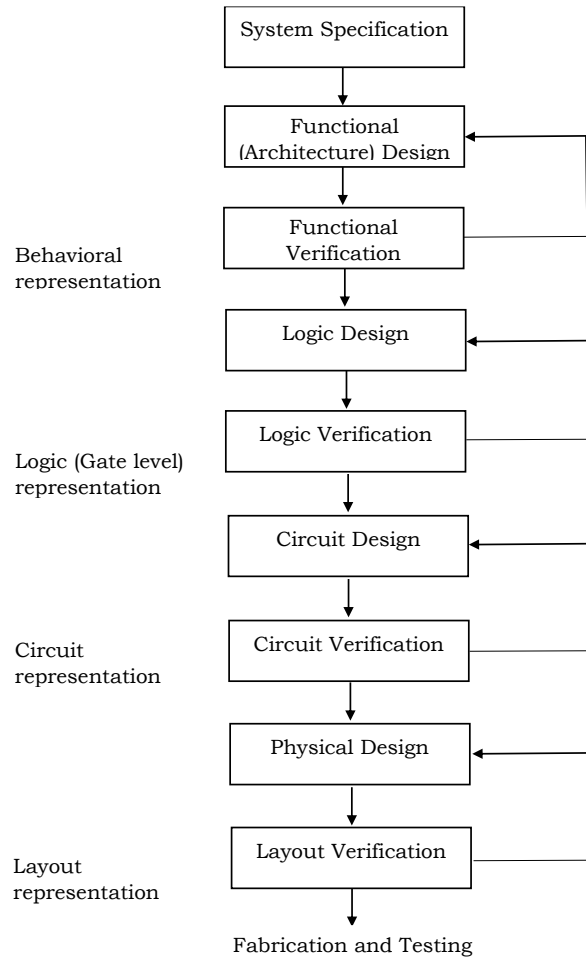 System Specification
Functional
(Architecture) Design
Functional
Verification
Behavioral
representation
Logic Design
Logic Verification
Logic (Gate level)
representation
Circuit Design
Circuit Verification
Circuit
representation
Physical Design
Layout Verification
Layout
representation
Fabrication and Testing